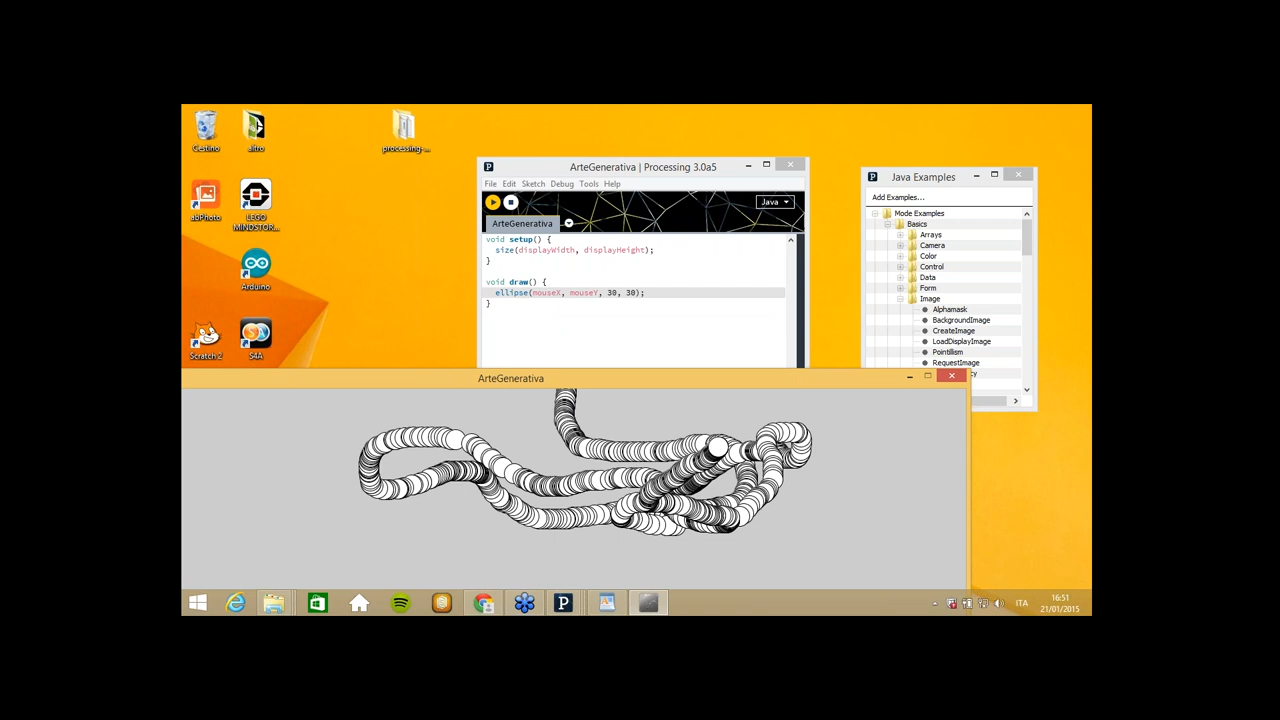 Cestino
altro
processing-...
abPhoto
LEGO
MINDSTOR...
Arduino
Scratch 2
S4A
ArteGenerativa | Processing 3.0a5
File Edit Sketch Debug Tools Help
Java
ArteGenerativa
void setup() {
size(displayWidth, displayHeight);
}
void draw() {
ellipse(mouseX, mouseY, 30, 30);
}
Java Examples
Add Examples...
Mode Examples
Basics
Arrays
Camera
Color
Control
Data
Form
Image
Alphamask
BackgroundImage
CreateImage
LoadDisplayImage
Pointillism
RequestImage
ArteGenerativa
ITA
16:51
21/01/2015